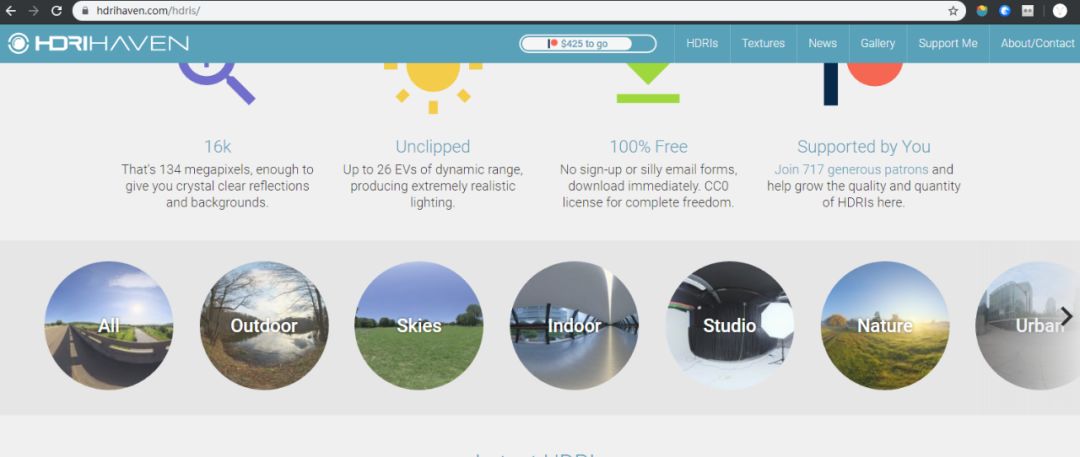 hdrihaven.com/hdris/
HDRIHAVEN
$425 to go
HDRIs
Textures
News
Gallery
Support Me
About/Contact
16k
That's 134 megapixels, enough to
give you crystal clear reflections
and backgrounds.
Unclipped
Up to 26 EVs of dynamic range,
producing extremely realistic
lighting.
100% Free
No sign-up or silly email forms,
download immediately. CC0
license for complete freedom.
Supported by You
Join 717 generous patrons and
help grow the quality and quantity
of HDRIs here.
All
Outdoor
Skies
Indoor
Studio
Nature
Urban